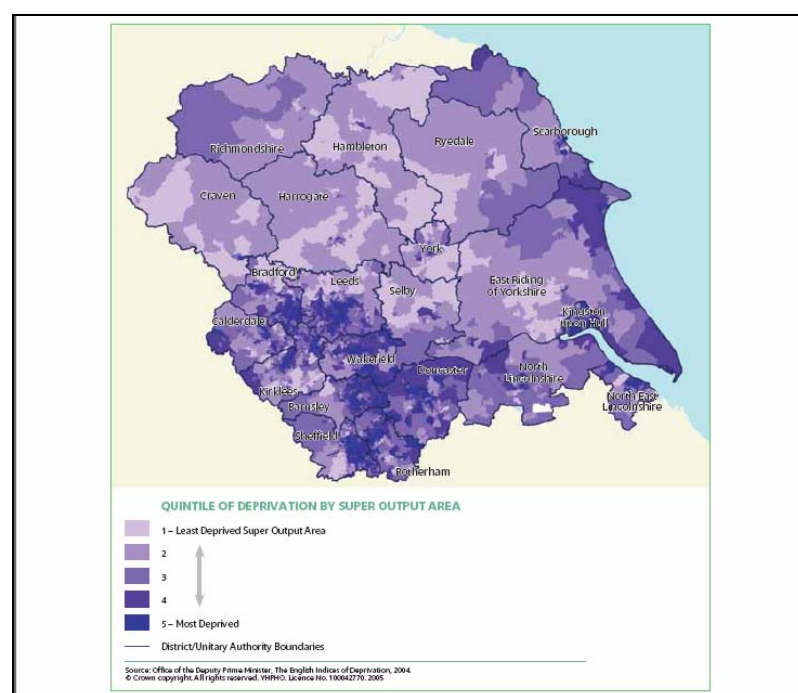 Richmondshire
Hambleton
Ryedale
Scarborough
Craven
Harrogate
York
Bradford
Leeds
Selby
East Riding
of Yorkshire
Kingston
upon Hull
Calderdale
Wakefield
Doncaster
North
Lincolnshire
Kirklees
Barnsley
North East
Lincolnshire
Sheffield
Rotherham
QUINTILE OF DEPRIVATION BY SUPER OUTPUT AREA
1 – Least Deprived Super Output Area
2
3
4
5 – Most Deprived
District/Unitary Authority Boundaries
Source: Office of the Deputy Prime Minister, The English Indices of Deprivation, 2004.
© Crown copyright. All rights reserved. YHPHO. Licence No. 100042770. 2005